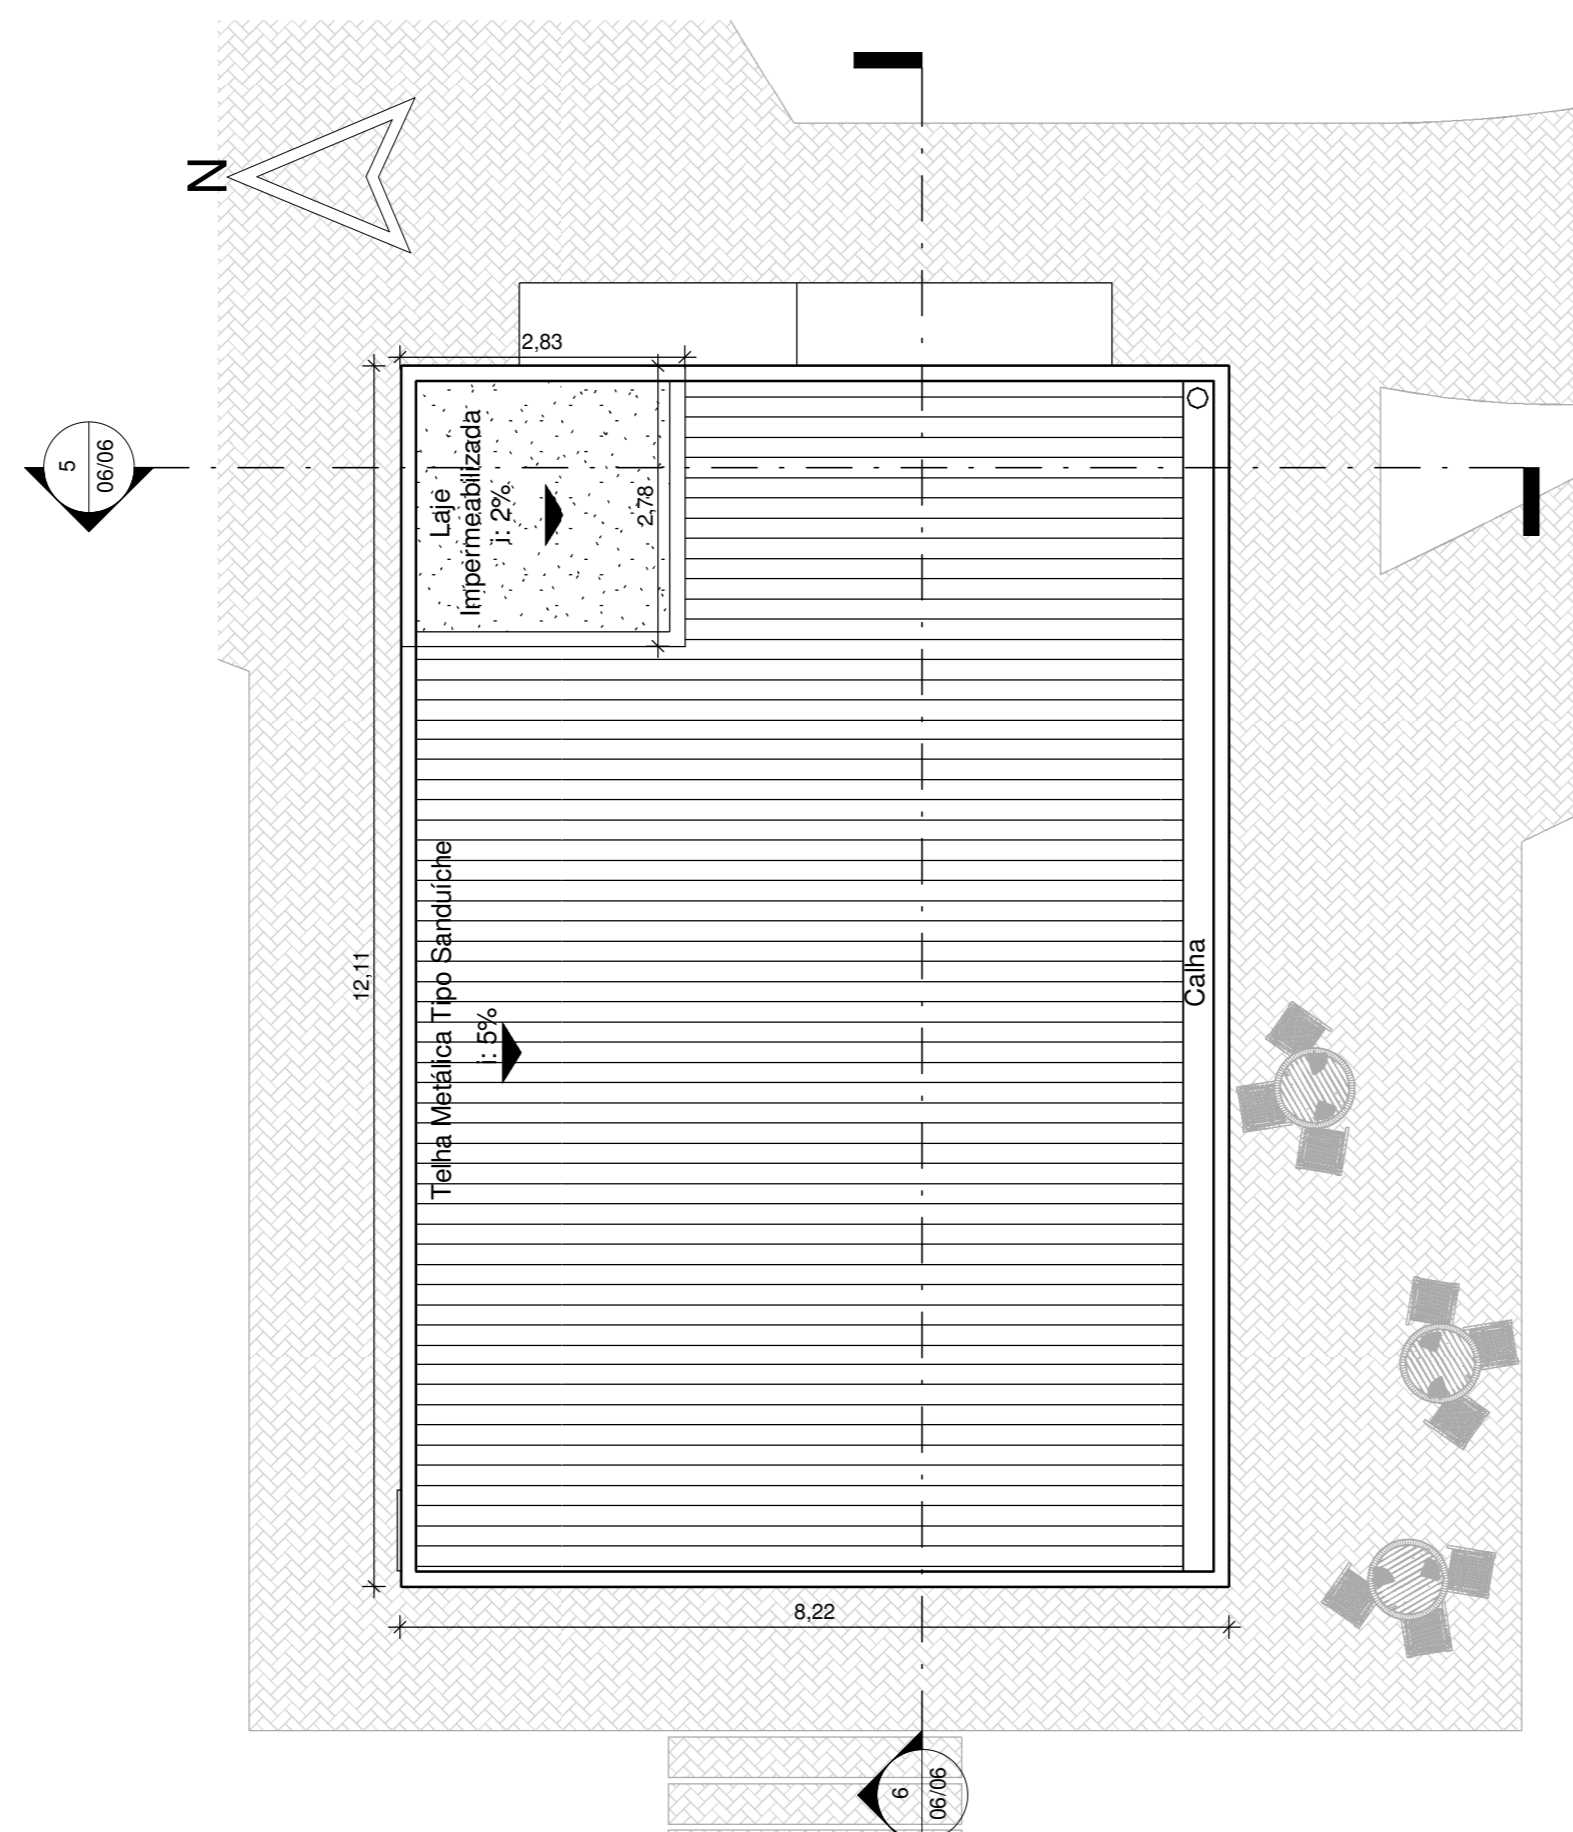 N
2,83
5
06/06
Laje
Impermeabilizada
i: 2%
2,78
12,11
Telha Metálica Tipo Sanduíche
i: 5%
Calha
8,22
6
06/06